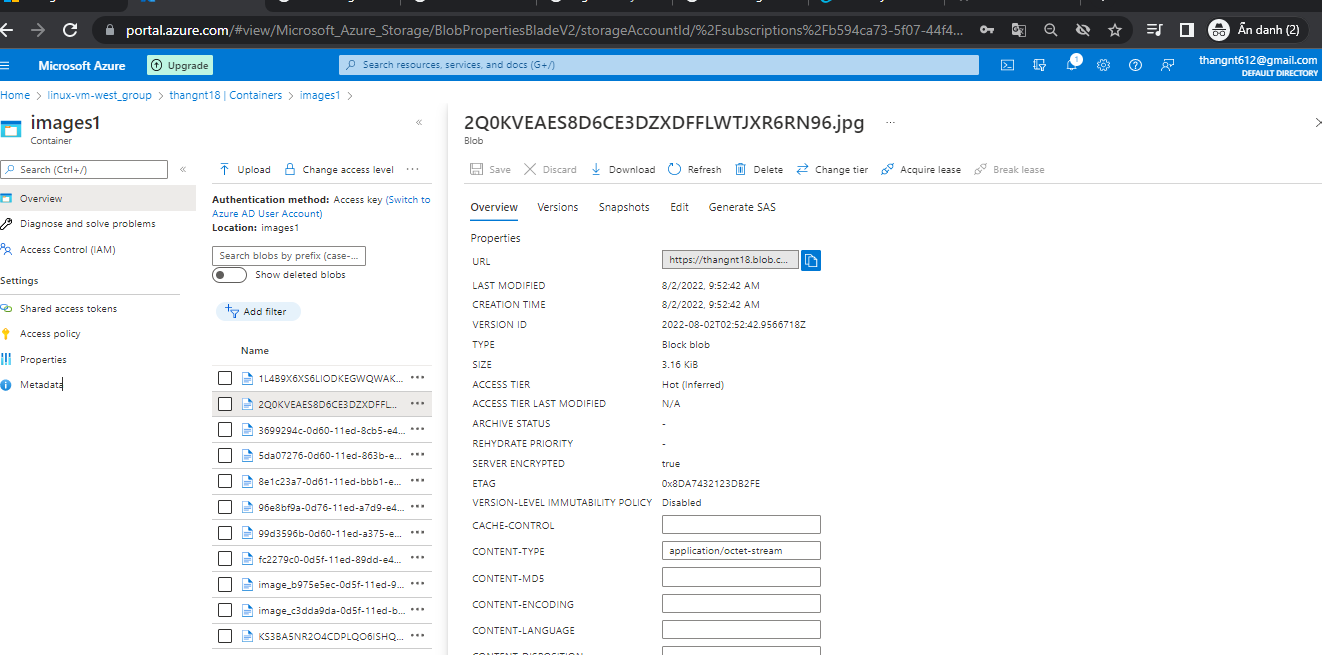 portal.azure.com/#view/Microsoft_Azure_Storage/BlobPropertiesBladeV2/storageAccountId/%2Fsubscriptions%2Fb594ca73-5f07-44f4...
Ẩn danh (2)
Microsoft Azure
Upgrade
Search resources, services, and docs (G+/)
1
thangnt612@gmail.com
DEFAULT DIRECTORY
Home > linux-vm-west_group > thangnt18 | Containers > images1 >
images1
Container
«
Search (Ctrl+/)
«
Overview
Diagnose and solve problems
Access Control (IAM)
Settings
Shared access tokens
Access policy
Properties
Metadata
Upload
Change access level
...
Authentication method: Access key (Switch to
Azure AD User Account)
Location: images1
Search blobs by prefix (case-...
Show deleted blobs
Add filter
Name
1L4B9X6XS6LIODKEGWQWAK... ...
2Q0KVEAES8D6CE3DZXDFFL... ...
3699294c-0d60-11ed-8cb5-e4... ...
5da07276-0d60-11ed-863b-e... ...
8e1c23a7-0d61-11ed-bbb1-e... ...
96e8bf9a-0d76-11ed-a7d9-e4... ...
99d3596b-0d60-11ed-a375-e... ...
fc2279c0-0d5f-11ed-89dd-e4... ...
image_b975e5ec-0d5f-11ed-9... ...
image_c3dda9da-0d5f-11ed-b... ...
KS3BA5NR2O4CDPLQO6ISHQ... ...
2Q0KVEAES8D6CE3DZXDFFLWTJXR6RN96.jpg ...
Blob
Save
Discard
Download
Refresh
Delete
Change tier
Acquire lease
Break lease
Overview
Versions
Snapshots
Edit
Generate SAS
Properties
URL https://thangnt18.blob.c...
LAST MODIFIED 8/2/2022, 9:52:42 AM
CREATION TIME 8/2/2022, 9:52:42 AM
VERSION ID 2022-08-02T02:52:42.9566718Z
TYPE Block blob
SIZE 3.16 KiB
ACCESS TIER Hot (Inferred)
ACCESS TIER LAST MODIFIED N/A
ARCHIVE STATUS -
REHYDRATE PRIORITY -
SERVER ENCRYPTED true
ETAG 0x8DA7432123DB2FE
VERSION-LEVEL IMMUTABILITY POLICY Disabled
CACHE-CONTROL
CONTENT-TYPE application/octet-stream
CONTENT-MD5
CONTENT-ENCODING
CONTENT-LANGUAGE
CONTENT-DISPOSITION